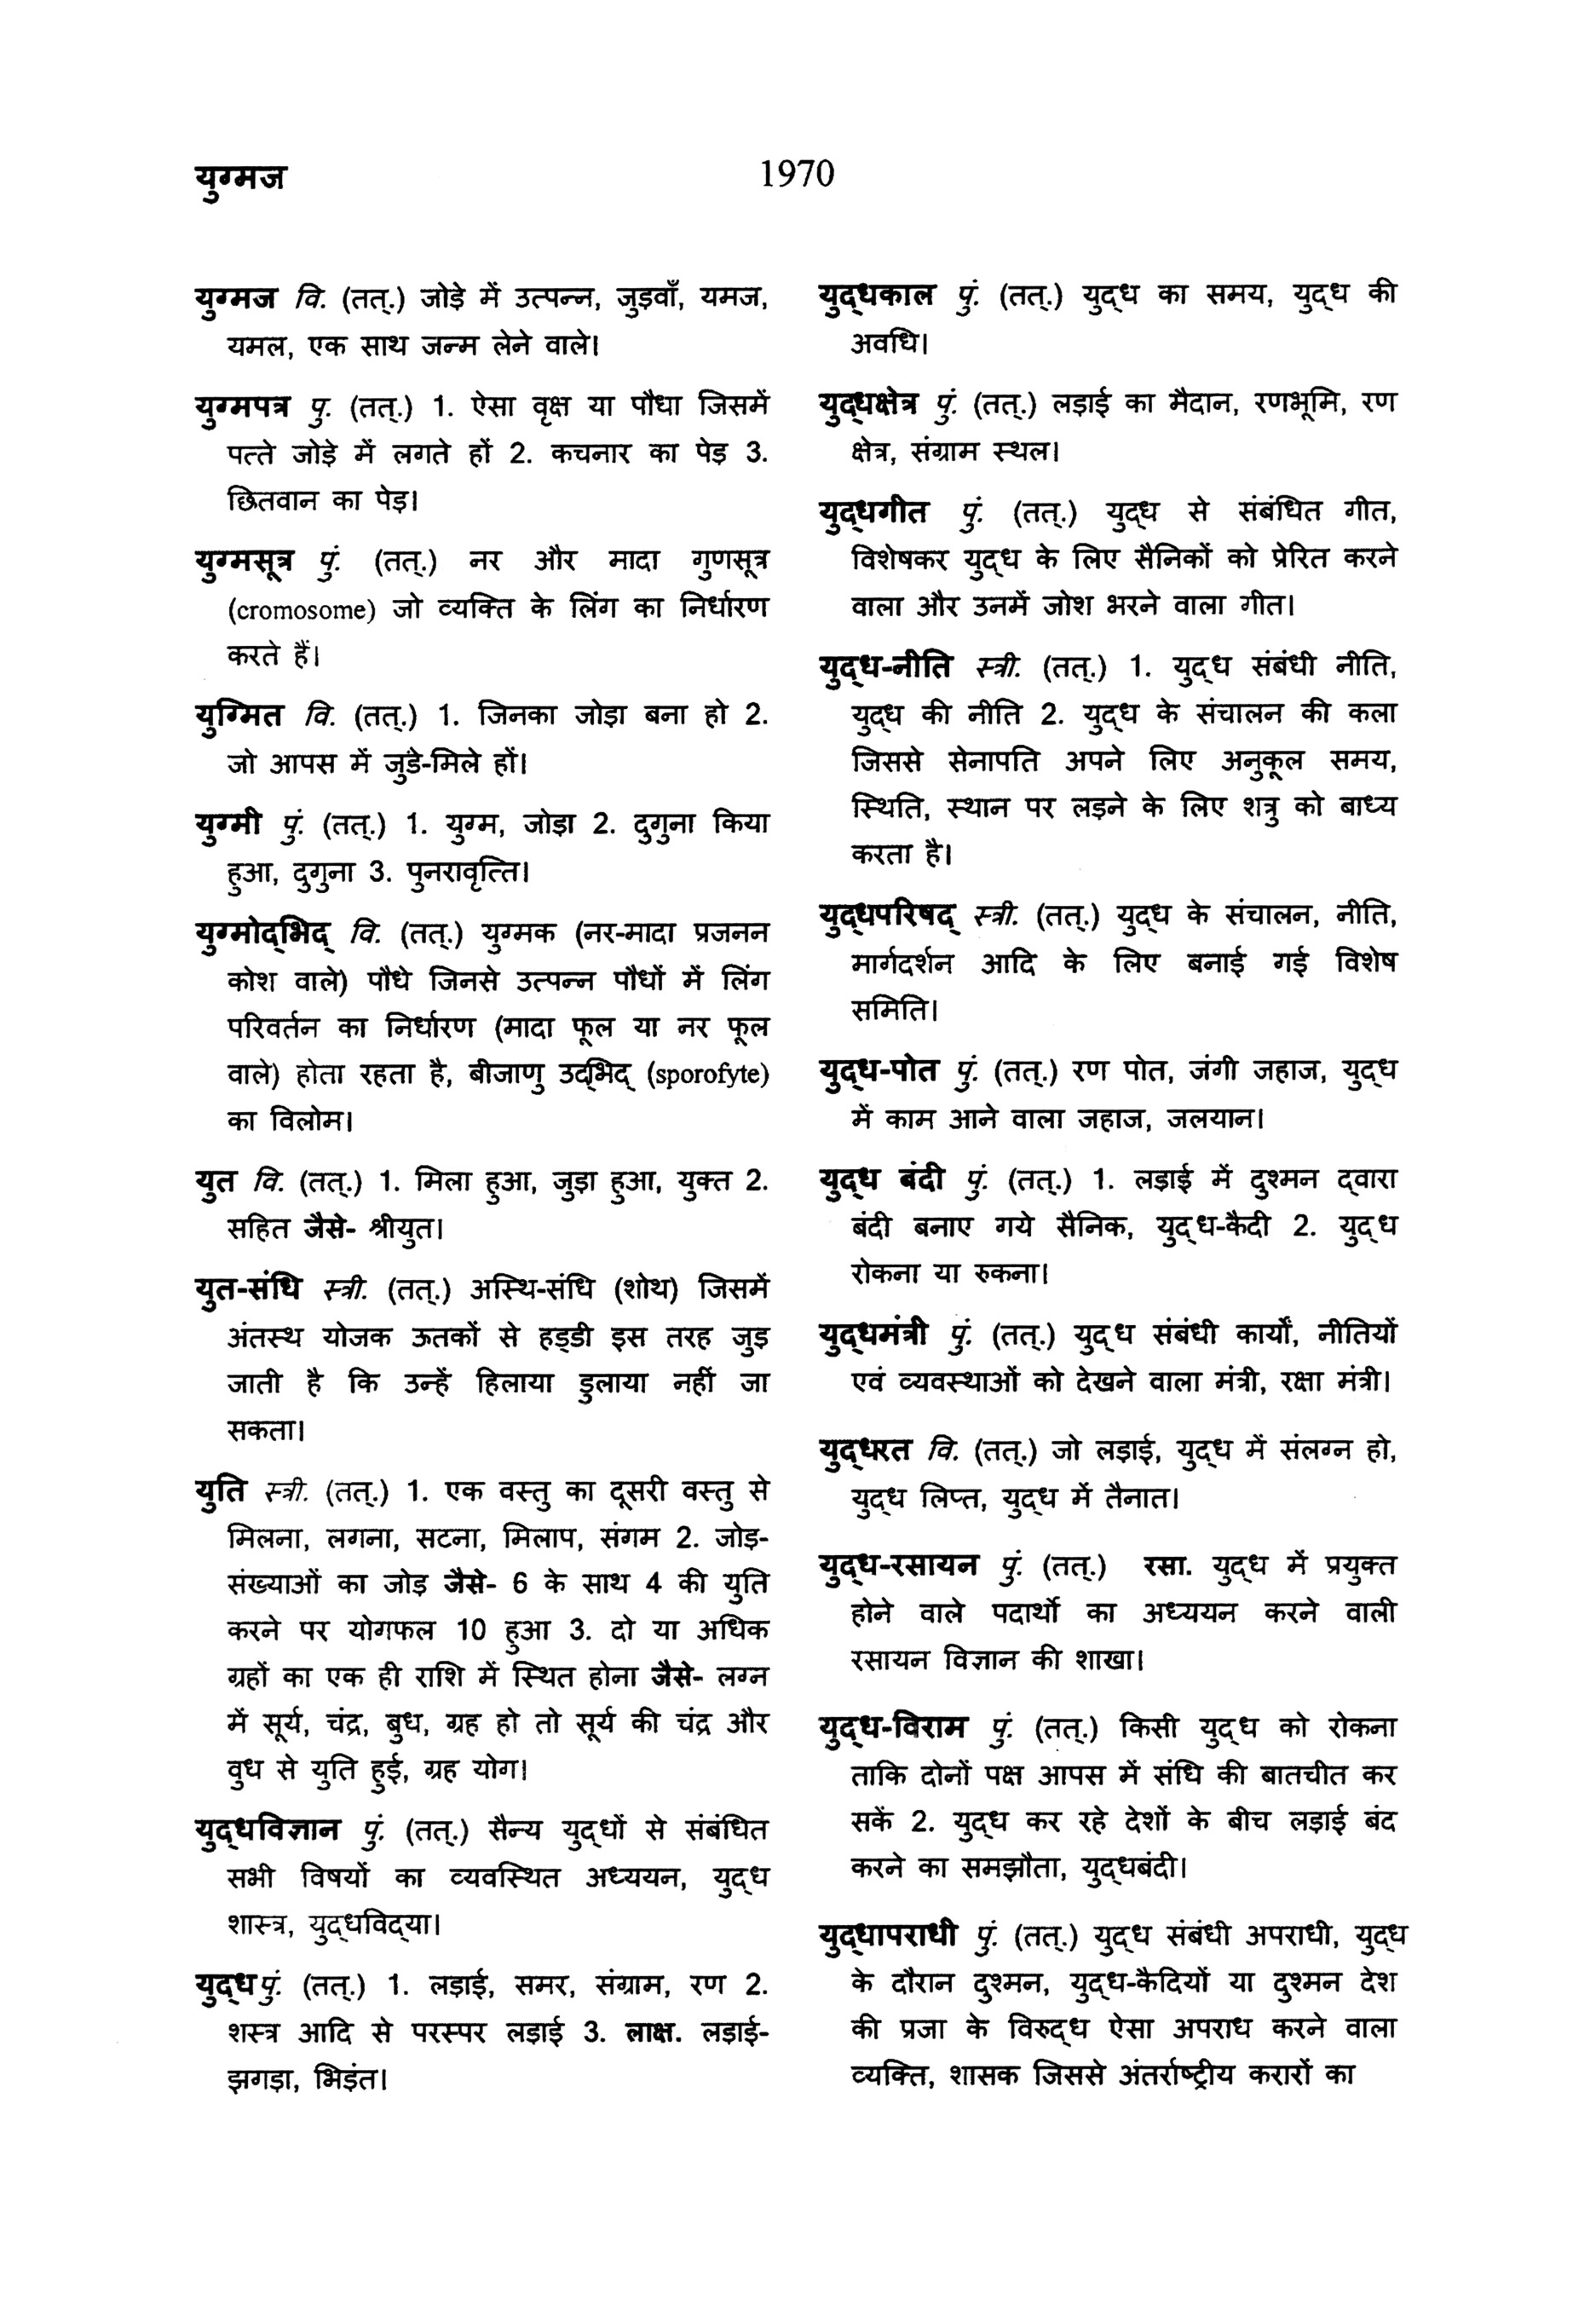 युग्मज
1970
युग्मज वि. (तत्.) जोड़े में उत्पन्न, जुड़वाँ, यमज,
यमल, एक साथ जन्म लेने वाले।
युग्मपत्र पु. (तत्.) 1. ऐसा वृक्ष या पौधा जिसमें
पत्ते जोड़े में लगते हों 2. कचनार का पेड़ 3.
छितवान का पेड़।
युग्मसूत्र पुं. (तत्.) नर और मादा गुणसूत्र
(cromosome) जो व्यक्ति के लिंग का निर्धारण
करते हैं।
युग्मित वि. (तत्.) 1. जिनका जोड़ा बना हो 2.
जो आपस में जुडे-मिले हों।
युग्मी पुं. (तत्.) 1. युग्म, जोड़ा 2. दुगुना किया
हुआ, दुगुना 3. पुनरावृत्ति।
युग्मोद्भिद् वि. (तत्.) युग्मक (नर-मादा प्रजनन
कोश वाले) पौधे जिनसे उत्पन्न पौधों में लिंग
परिवर्तन का निर्धारण (मादा फूल या नर फूल
वाले) होता रहता है, बीजाणु उद्भिद् (sporofyte)
का विलोम।
युत वि. (तत्.) 1. मिला हुआ, जुड़ा हुआ, युक्त 2.
सहित जैसे- श्रीयुत।
युत-संधि स्त्री. (तत्.) अस्थि-संधि (शोथ) जिसमें
अंतस्थ योजक ऊतकों से हड्डी इस तरह जुड़
जाती है कि उन्हें हिलाया डुलाया नहीं जा
सकता।
युति स्त्री. (तत्.) 1. एक वस्तु का दूसरी वस्तु से
मिलना, लगना, सटना, मिलाप, संगम 2. जोड़-
संख्याओं का जोड़ जैसे- 6 के साथ 4 की युति
करने पर योगफल 10 हुआ 3. दो या अधिक
ग्रहों का एक ही राशि में स्थित होना जैसे- लग्न
में सूर्य, चंद्र, बुध, ग्रह हो तो सूर्य की चंद्र और
वुध से युति हुई, ग्रह योग।
युद्धविज्ञान पुं. (तत्.) सैन्य युद्धों से संबंधित
सभी विषयों का व्यवस्थित अध्ययन, युद्ध
शास्त्र, युद्धविद्या।
युद्ध पुं. (तत्.) 1. लड़ाई, समर, संग्राम, रण 2.
शस्त्र आदि से परस्पर लड़ाई 3. लाक्ष. लड़ाई-
झगड़ा, भिड़ंत।
युद्धकाल पुं. (तत्.) युद्ध का समय, युद्ध की
अवधि।
युद्धक्षेत्र पुं. (तत्.) लड़ाई का मैदान, रणभूमि, रण
क्षेत्र, संग्राम स्थल।
युद्धगीत पुं. (तत्.) युद्ध से संबंधित गीत,
विशेषकर युद्ध के लिए सैनिकों को प्रेरित करने
वाला और उनमें जोश भरने वाला गीत।
युद्ध-नीति स्त्री. (तत्.) 1. युद्ध संबंधी नीति,
युद्ध की नीति 2. युद्ध के संचालन की कला
जिससे सेनापति अपने लिए अनुकूल समय,
स्थिति, स्थान पर लड़ने के लिए शत्रु को बाध्य
करता है।
युद्धपरिषद् स्त्री. (तत्.) युद्ध के संचालन, नीति,
मार्गदर्शन आदि के लिए बनाई गई विशेष
समिति।
युद्ध-पोत पुं. (तत्.) रण पोत, जंगी जहाज, युद्ध
में काम आने वाला जहाज, जलयान।
युद्ध बंदी पुं. (तत्.) 1. लड़ाई में दुश्मन द्वारा
बंदी बनाए गये सैनिक, युद्ध-कैदी 2. युद्ध
रोकना या रुकना।
युद्धमंत्री पुं. (तत्.) युद्ध संबंधी कार्यों, नीतियों
एवं व्यवस्थाओं को देखने वाला मंत्री, रक्षा मंत्री।
युद्धरत वि. (तत्.) जो लड़ाई, युद्ध में संलग्न हो,
युद्ध लिप्त, युद्ध में तैनात।
युद्ध-रसायन पुं. (तत्.) रसा. युद्ध में प्रयुक्त
होने वाले पदार्थो का अध्ययन करने वाली
रसायन विज्ञान की शाखा।
युद्ध-विराम पुं. (तत्.) किसी युद्ध को रोकना
ताकि दोनों पक्ष आपस में संधि की बातचीत कर
सकें 2. युद्ध कर रहे देशों के बीच लड़ाई बंद
करने का समझौता, युद्धबंदी।
युद्धापराधी पुं. (तत्.) युद्ध संबंधी अपराधी, युद्ध
के दौरान दुश्मन, युद्ध-कैदियों या दुश्मन देश
की प्रजा के विरुद्ध ऐसा अपराध करने वाला
व्यक्ति, शासक जिससे अंतर्राष्ट्रीय करारों का